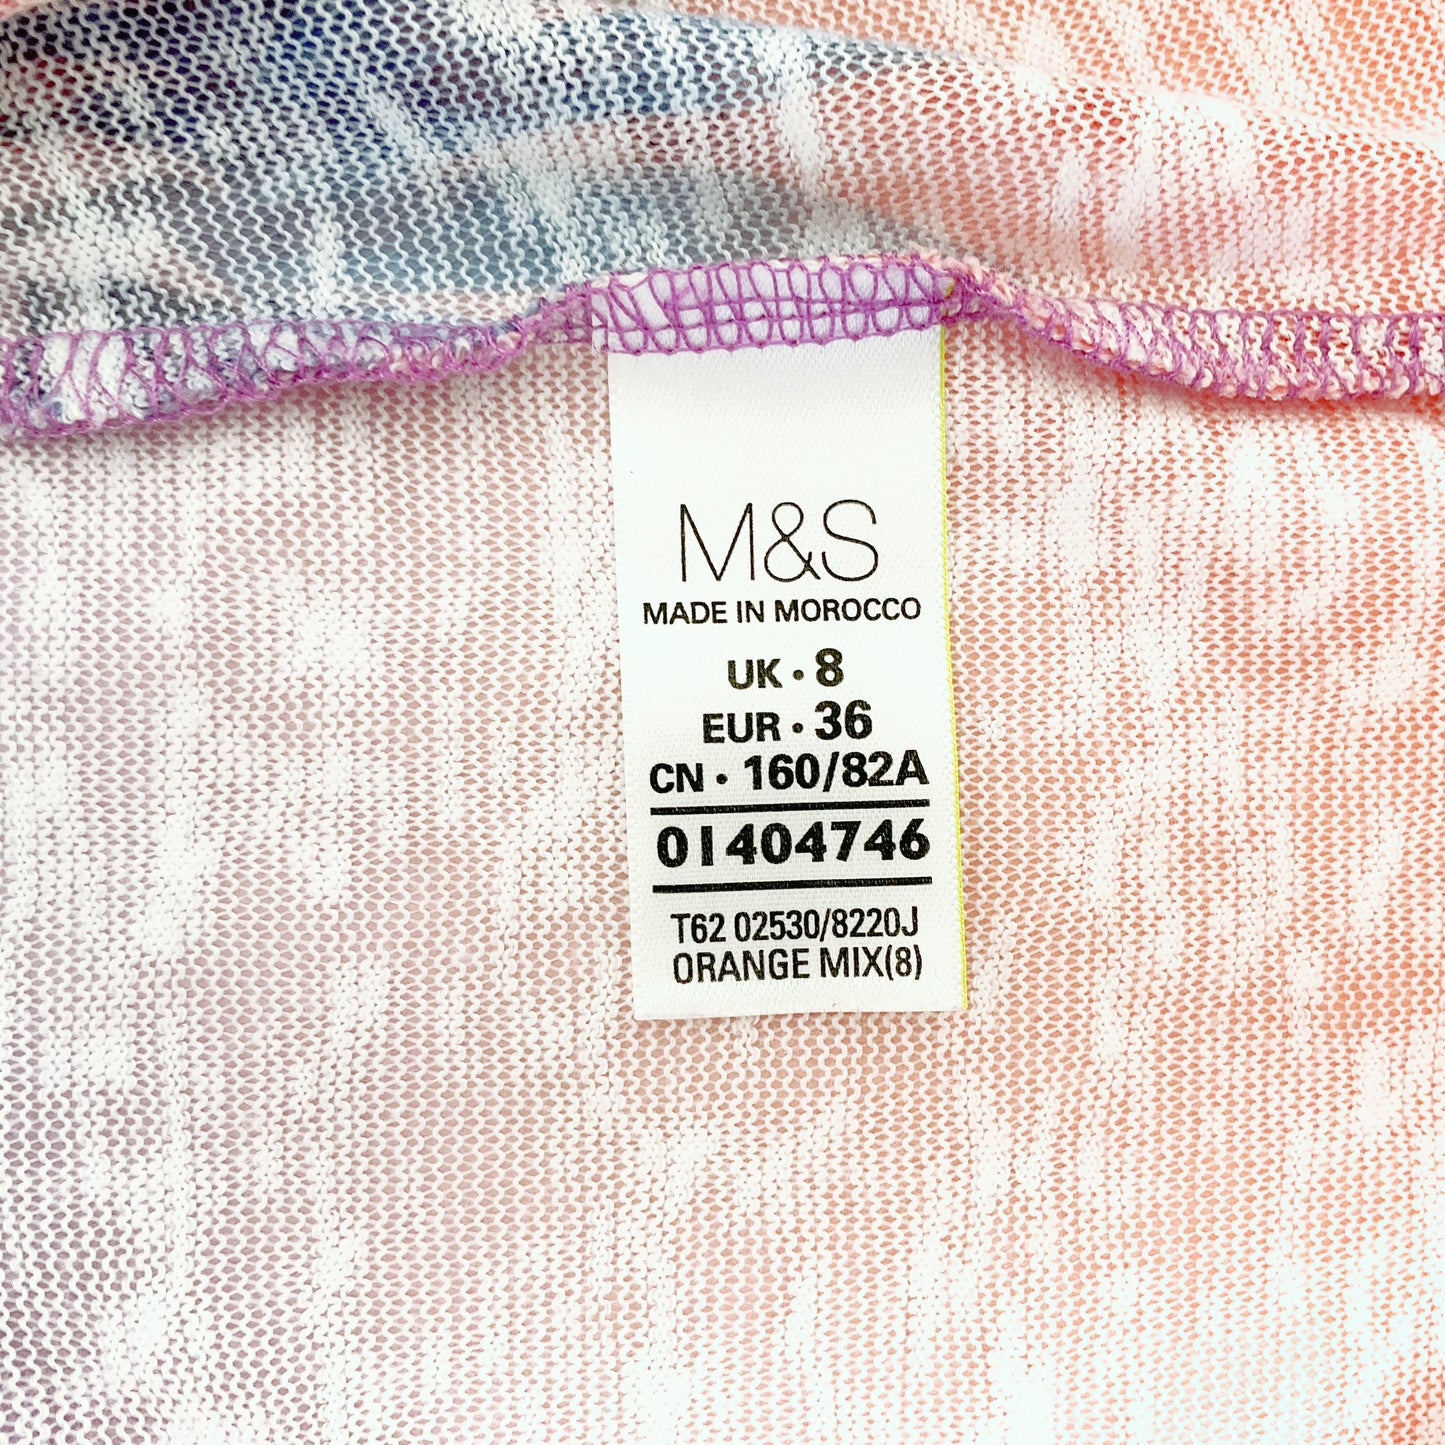 M&S
MADE IN MOROCCO
UK • 8
EUR • 36
CN • 160/82A
01404746
T62 02530/8220J
ORANGE MIX(8)